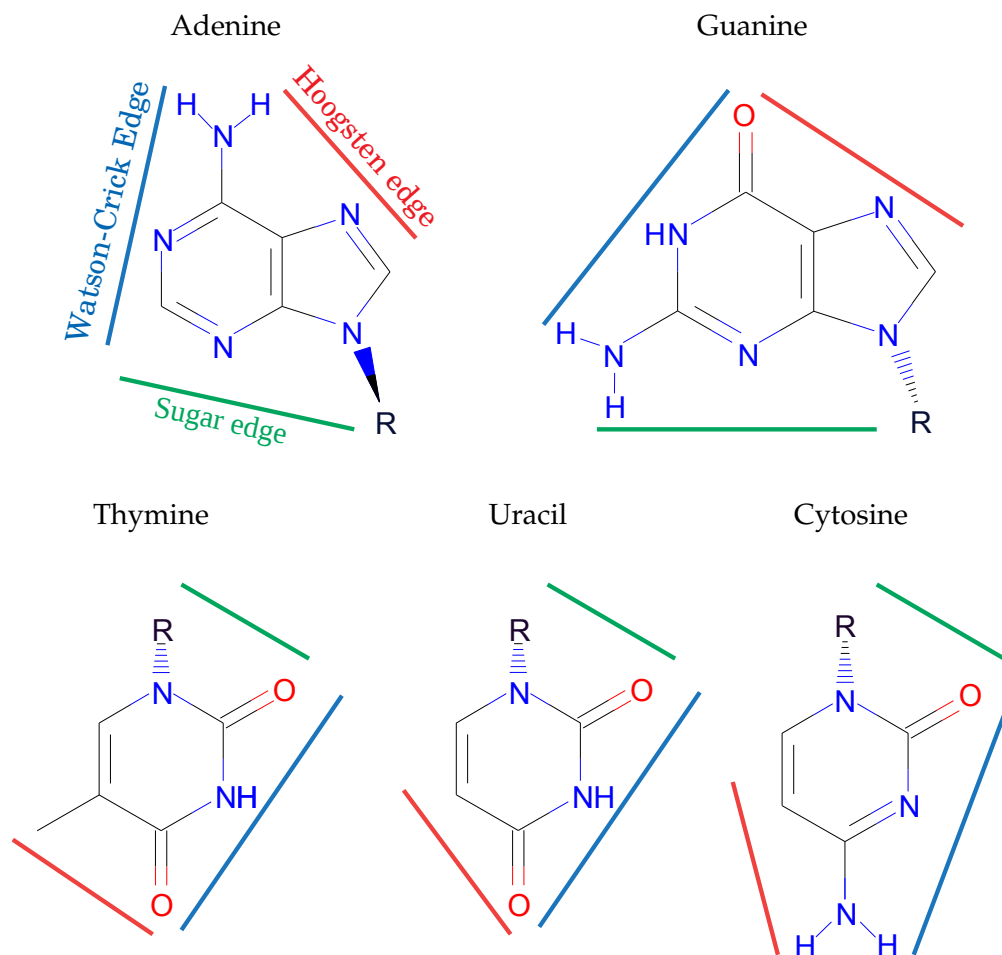 Adenine
Guanine
Watson-Crick Edge
Hoogsten edge
H H
N
N
N
N
N
R
Sugar edge
O
HN
N
H
N
H
N
N
R
Thymine
Uracil
Cytosine
R
N
O
NH
O
R
N
O
NH
O
R
N
O
N
N
H H